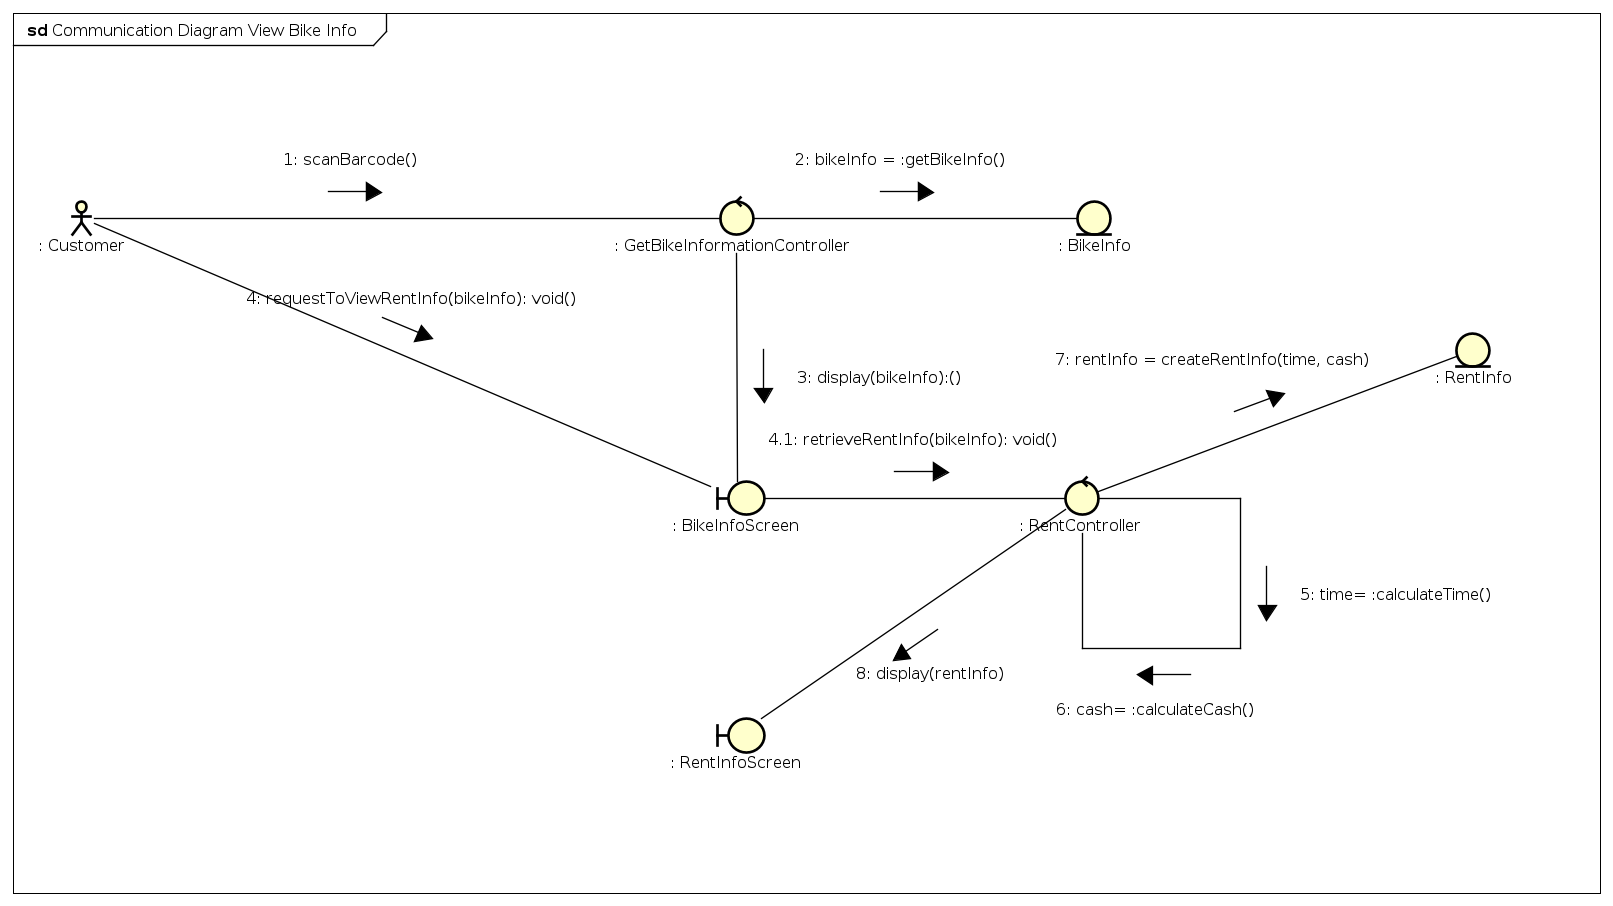 sd Communication Diagram View Bike Info
1: scanBarcode()
2: bikeInfo = :getBikeInfo()
: Customer
: GetBikeInformationController
: BikeInfo
4: requestToViewRentInfo(bikeInfo): void()
3: display(bikeInfo):()
7: rentInfo = createRentInfo(time, cash)
: RentInfo
4.1: retrieveRentInfo(bikeInfo): void()
: BikeInfoScreen
: RentController
5: time= :calculateTime()
8: display(rentInfo)
6: cash= :calculateCash()
: RentInfoScreen